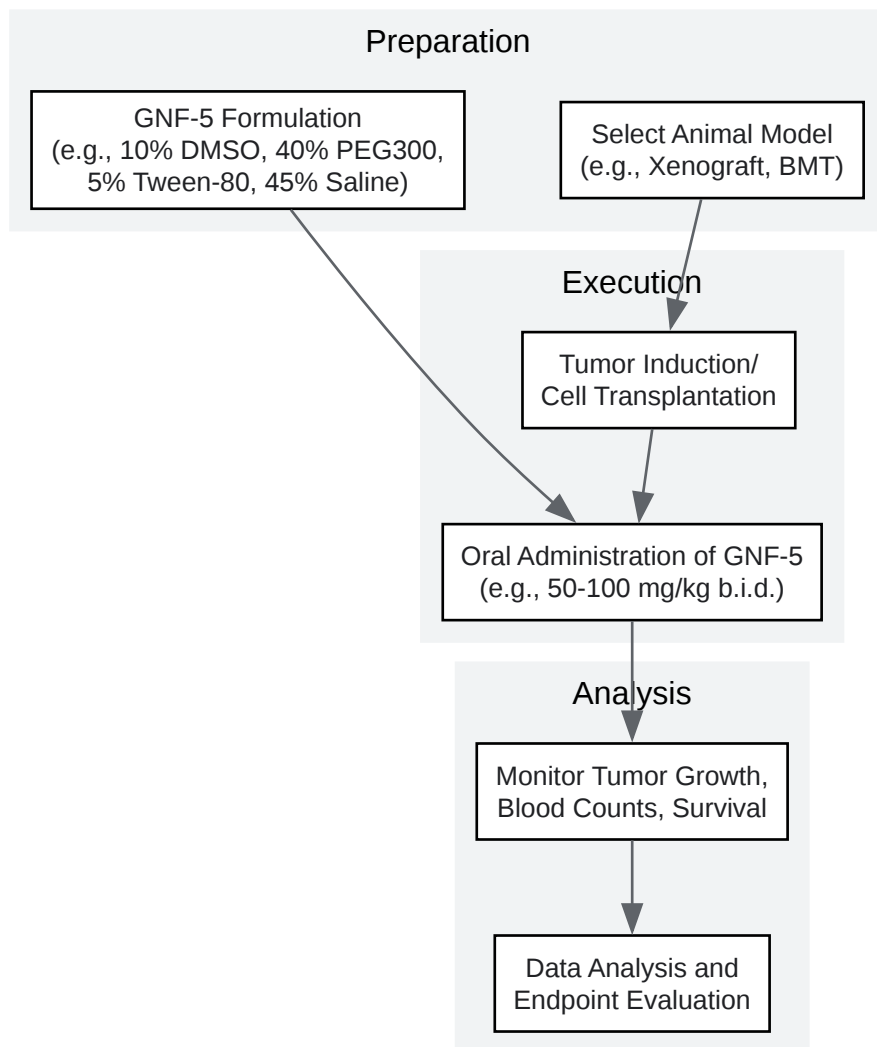 Preparation
GNF-5 Formulation
(e.g., 10% DMSO, 40% PEG300,
5% Tween-80, 45% Saline)
Select Animal Model
(e.g., Xenograft, BMT)
Execution
Tumor Induction/
Cell Transplantation
Oral Administration of GNF-5
(e.g., 50-100 mg/kg b.i.d.)
Analysis
Monitor Tumor Growth,
Blood Counts, Survival
Data Analysis and
Endpoint Evaluation